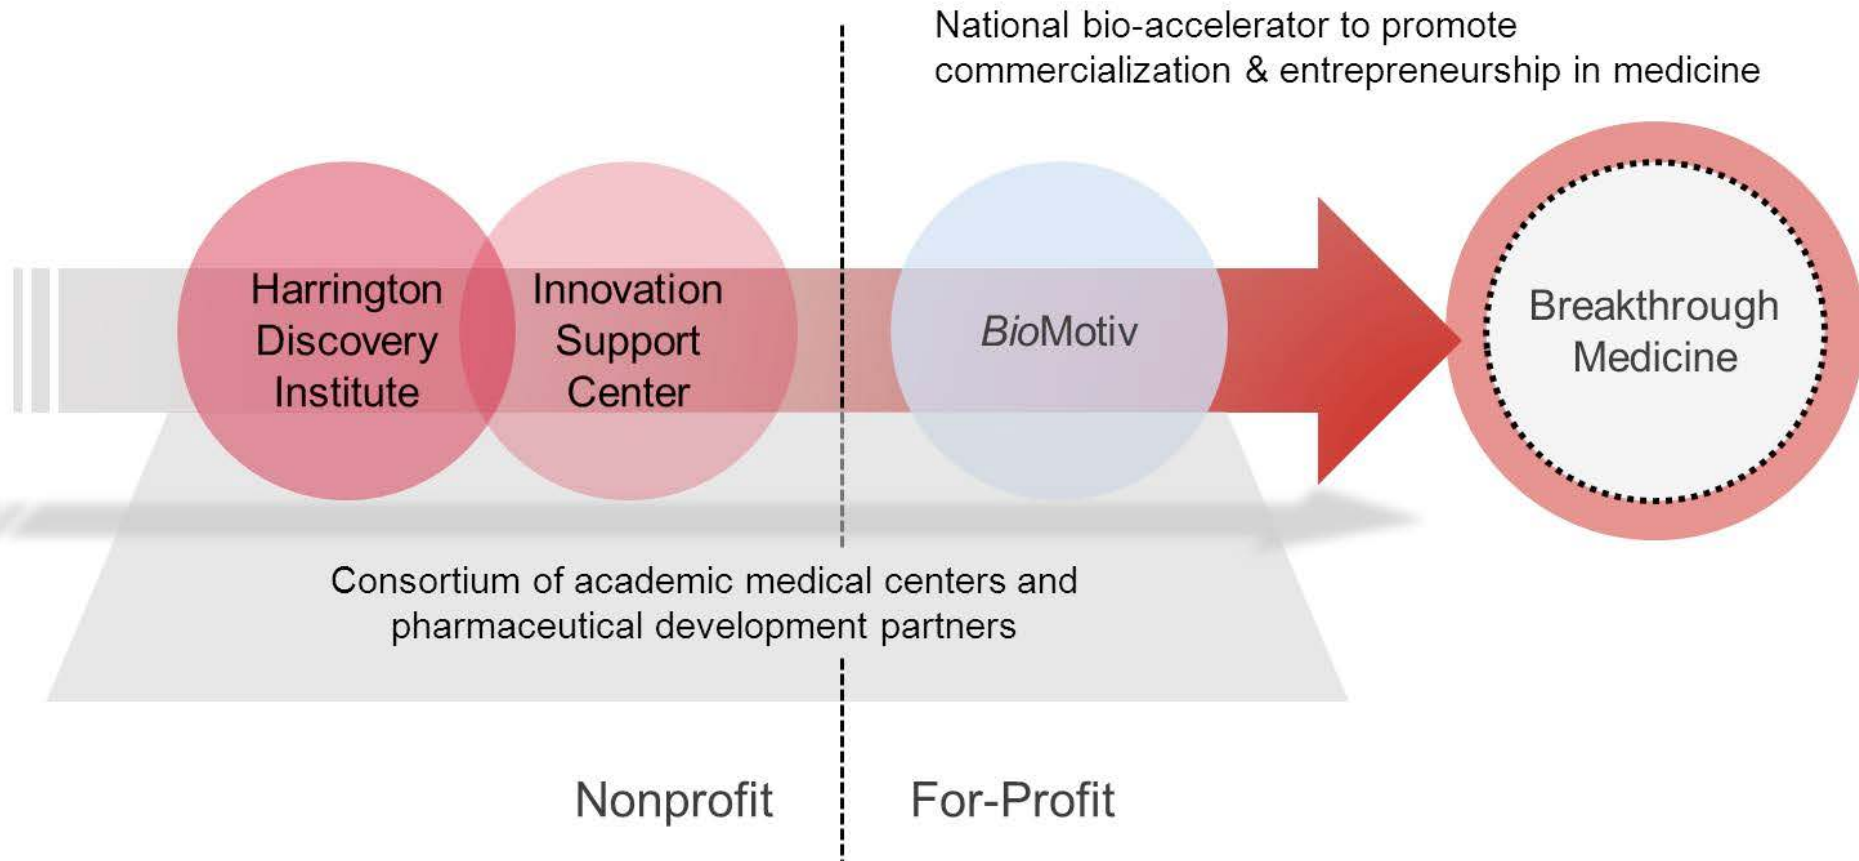 National bio-accelerator to promote
commercialization & entrepreneurship in medicine
Harrington
Discovery
Institute
Innovation
Support
Center
BioMotiv
Breakthrough
Medicine
Consortium of academic medical centers and
pharmaceutical development partners
Nonprofit
For-Profit